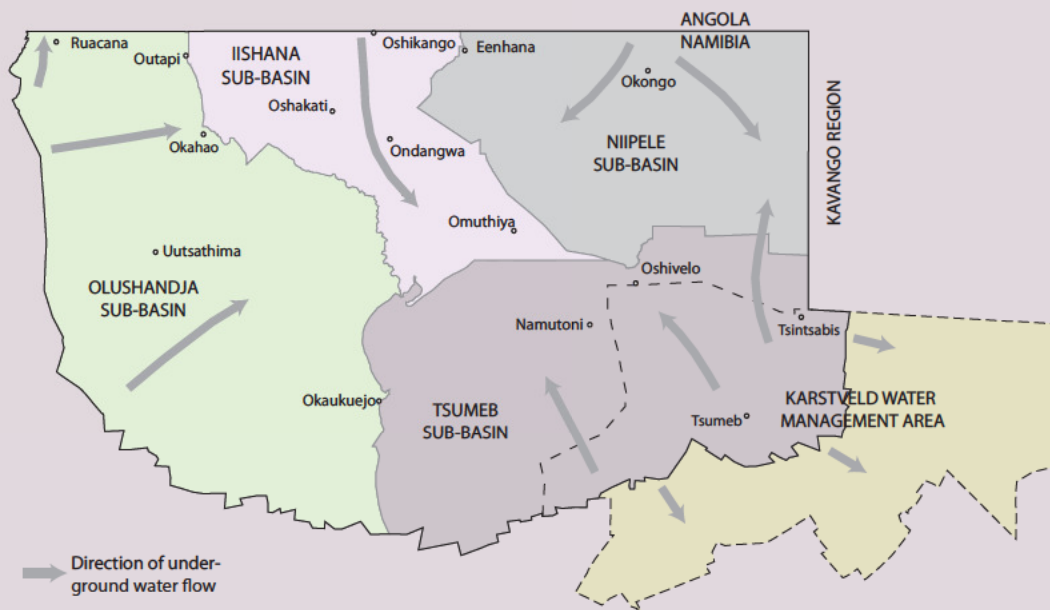 ANGOLA
NAMIBIA
Ruacana
Outapi
IISHANA
SUB-BASIN
Oshikango
Eenhana
Okongo
Oshakati
Okahao
Ondangwa
NIIPELE
SUB-BASIN
KAVANGO REGION
Omuthiya
Uutsathima
OLUSHANDJA
SUB-BASIN
Oshivelo
Namutoni
Tsintsabis
Okaukuejo
TSUMEB
SUB-BASIN
Tsumeb
KARSTVELD WATER
MANAGEMENT AREA
Direction of under-
ground water flow